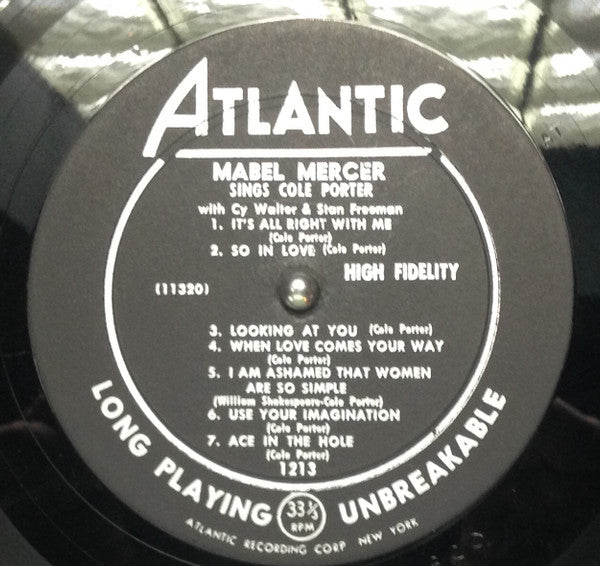 ATLANTIC
MABEL MERCER
SINGS COLE PORTER
with Cy Walter & Stan Freeman
1. IT'S ALL RIGHT WITH ME
(Cole Porter)
2. SO IN LOVE (Cole Porter)
HIGH FIDELITY
(11320)
3. LOOKING AT YOU (Cole Porter)
4. WHEN LOVE COMES YOUR WAY
(Cole Porter)
5. I AM ASHAMED THAT WOMEN
ARE SO SIMPLE
(William Shakespeare-Cole Porter)
6. USE YOUR IMAGINATION
(Cole Porter)
7. ACE IN THE HOLE
(Cole Porter)
1213
LONG PLAYING 33⅓ RPM UNBREAKABLE
ATLANTIC RECORDING CORP NEW YORK